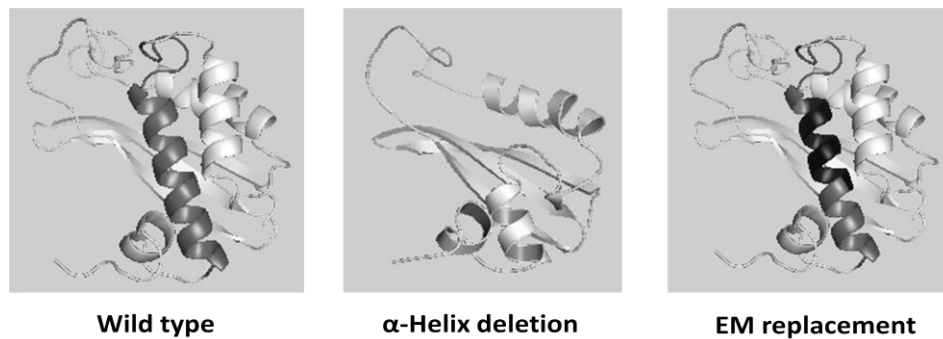 Wild type
α-Helix deletion
EM replacement